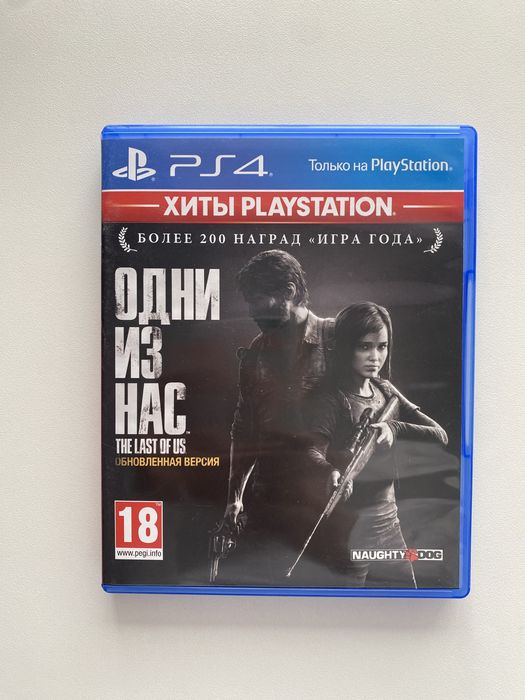 PS4
Только на PlayStation
ХИТЫ PLAYSTATION
БОЛЕЕ 200 НАГРАД «ИГРА ГОДА»
ОДНИ
ИЗ
НАС
THE LAST OF US
ОБНОВЛЕННАЯ ВЕРСИЯ
18
www.pegi.info
NAUGHTY DOG